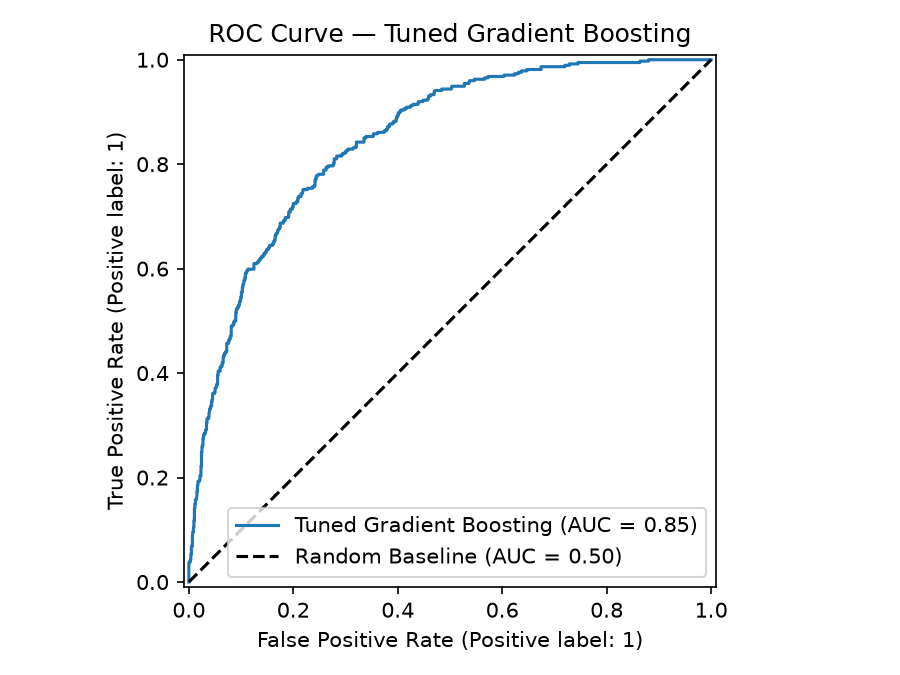 ROC Curve — Tuned Gradient Boosting
1.0
0.8
0.6
0.4
0.2
0.0
True Positive Rate (Positive label: 1)
Tuned Gradient Boosting (AUC = 0.85)
Random Baseline (AUC = 0.50)
0.0 0.2 0.4 0.6 0.8 1.0
False Positive Rate (Positive label: 1)